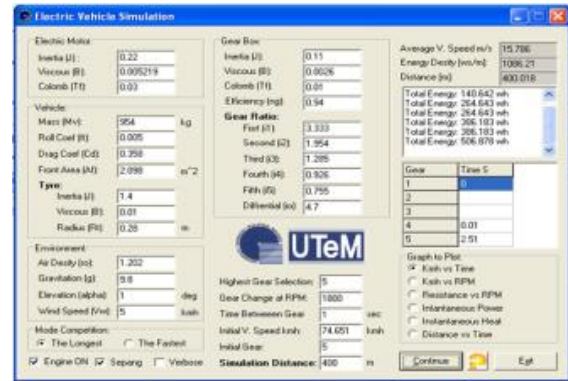 Electric Vehicle Simulation
Electric Motor
Inertia (J): 0.22
Viscous (B): 0.005219
Colomb (Tf) 0.03
Vehicle:
Mass (Mv): 954 kg
Roll Coef (ft): 0.005
Drag Coef (Cd): 0.358
Front Area (Af): 2.098 m^2
Tyre:
Inertia (J) 1.4
Viscous (B): 0.01
Radius (Rt): 0.28 m
Environment
Air Desity (ro): 1.202
Gravitation (g) 9.8
Elevation (alpha) 1 deg
Wind Speed (Vw) 5 kmh
Mode Competition:
The Longest The Fastest
Engine ON Sepang Verbose
Gear Box:
Inertia (J): 0.11
Viscous (B): 0.0026
Colomb (Tf) 0.01
Efficiency (ng) 0.94
Gear Ratio:
First (i1): 3.333
Second (i2): 1.954
Third (i3): 1.285
Fourth (i4) 0.926
Fifth (i5) 0.755
Diffrential (io) 4.7
UTeM
Highest Gear Selection: 5
Gear Change at RPM: 1800
Time Betweeen Gear 1 sec
Initial V. Speed kmh: 74.651 kmh
Initial Gear: 5
Simulation Distance: 400 m
Average V. Speed m/s 15.786
Energy Desity (ws/m): 1086.21
Distance (m) 400.018
Total Energy: 140.642 wh
Total Energy: 264.643 wh
Total Energy: 264.643 wh
Total Energy: 386.183 wh
Total Energy: 386.183 wh
Total Energy: 506.878 wh
Gear Time S
1 0
2
3
4 0.01
5 2.51
Graph to Plot
Kmh vs Time
Kmh vs RPM
Resistance vs RPM
Intantaneous Power
Instantaneous Heat
Distance vs Time
Continue
Exit